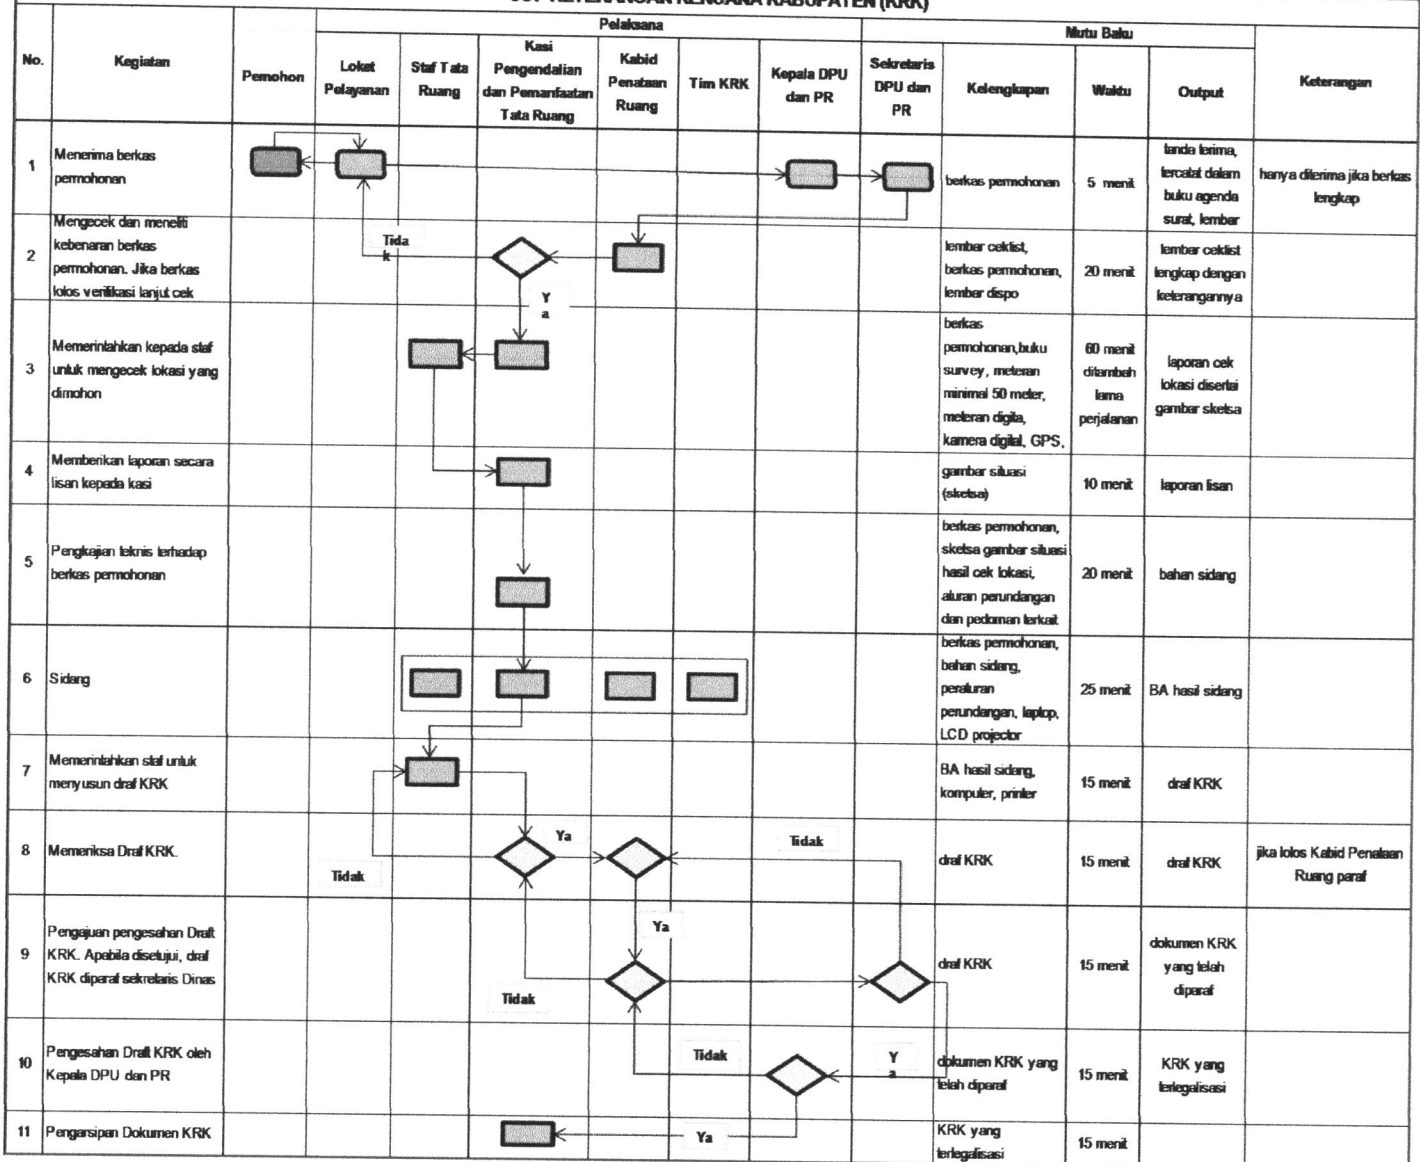 SOP KETERANGAN RENCANA KABUPATEN (KRK)
No.
Kegiatan
Pemohon
Pelaksana
Loket
Pelayanan
Staf Tata
Ruang
Kasi
Pengendalian
dan Pemanfaatan
Tata Ruang
Kabid
Penataan
Ruang
Tim KRK
Kepala DPU
dan PR
Sekretaris
DPU dan
PR
Mutu Baku
Kelengkapan
Waktu
Output
Keterangan
1
Menerima berkas
permohonan
berkas permohonan
5 menit
tanda terima,
tercatat dalam
buku agenda
surat, lembar
hanya diterima jika berkas
lengkap
2
Mengecek dan meneliti
kebenaran berkas
permohonan. Jika berkas
lolos verifikasi lanjut cek
Tida
k
Y
a
lembar ceklist,
berkas permohonan,
lembar dispo
20 menit
lembar ceklist
lengkap dengan
keterangannya
3
Memerintahkan kepada staf
untuk mengecek lokasi yang
dimohon
berkas
permohonan,buku
survey, meteran
minimal 50 meter,
meteran digita,
kamera digital, GPS,
60 menit
ditambah
lama
perjalanan
laporan cek
lokasi disertai
gambar sketsa
4
Memberikan laporan secara
lisan kepada kasi
gambar situasi
(sketsa)
10 menit
laporan lisan
5
Pengkajian teknis terhadap
berkas permohonan
berkas permohonan,
sketsa gambar situasi
hasil cek lokasi,
aturan perundangan
dan pedoman terkait
20 menit
bahan sidang
6
Sidang
berkas permohonan,
bahan sidang,
peraturan
perundangan, laptop,
LCD projector
25 menit
BA hasil sidang
7
Memerintahkan staf untuk
menyusun draf KRK
BA hasil sidang,
komputer, printer
15 menit
draf KRK
8
Memeriksa Draf KRK.
Tidak
Ya
Tidak
draf KRK
15 menit
draf KRK
jika lolos Kabid Penataan
Ruang paraf
9
Pengajuan pengesahan Draft
KRK. Apabila disetujui, draf
KRK diparaf sekretaris Dinas
Ya
Tidak
draf KRK
15 menit
dokumen KRK
yang telah
diparaf
10
Pengesahan Draft KRK oleh
Kepala DPU dan PR
Tidak
Y
a
dokumen KRK yang
telah diparaf
15 menit
KRK yang
terlegalisasi
11
Pengarsipan Dokumen KRK
Ya
KRK yang
terlegalisasi
15 menit